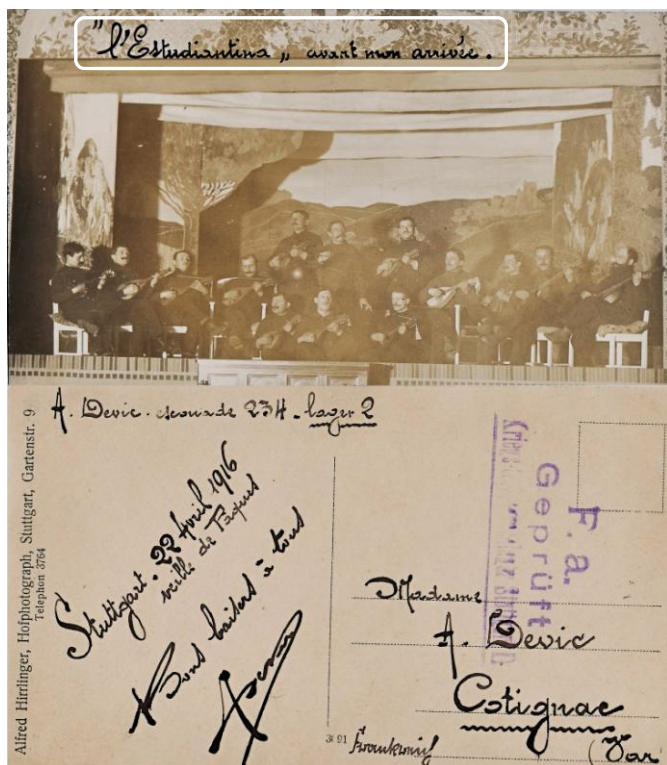 "l'Estudiantina„ avant mon arrivée.
A. Devic. escouade 234. lager 2
Stuttgart. 22 Avril 1916
veille de Pâques
Bons baisers à tous
Alfred Hirrlinger, Hofphotograph, Stuttgart, Gartenstr. 9
Telephon 3764
F.a.
Geprüft
Madame
A. Devic
Cotignac
(Var
Frankreich